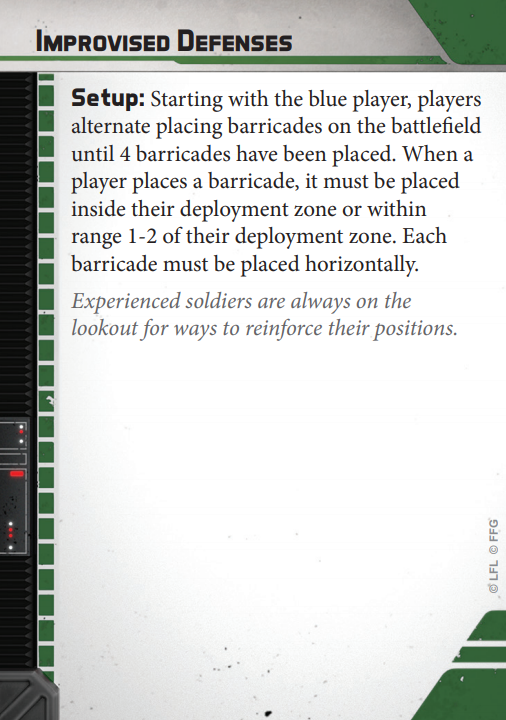 Improvised Defenses
Setup: Starting with the blue player, players
alternate placing barricades on the battlefield
until 4 barricades have been placed. When a
player places a barricade, it must be placed
inside their deployment zone or within
range 1-2 of their deployment zone. Each
barricade must be placed horizontally.
Experienced soldiers are always on the
lookout for ways to reinforce their positions.
© LFL © FFG